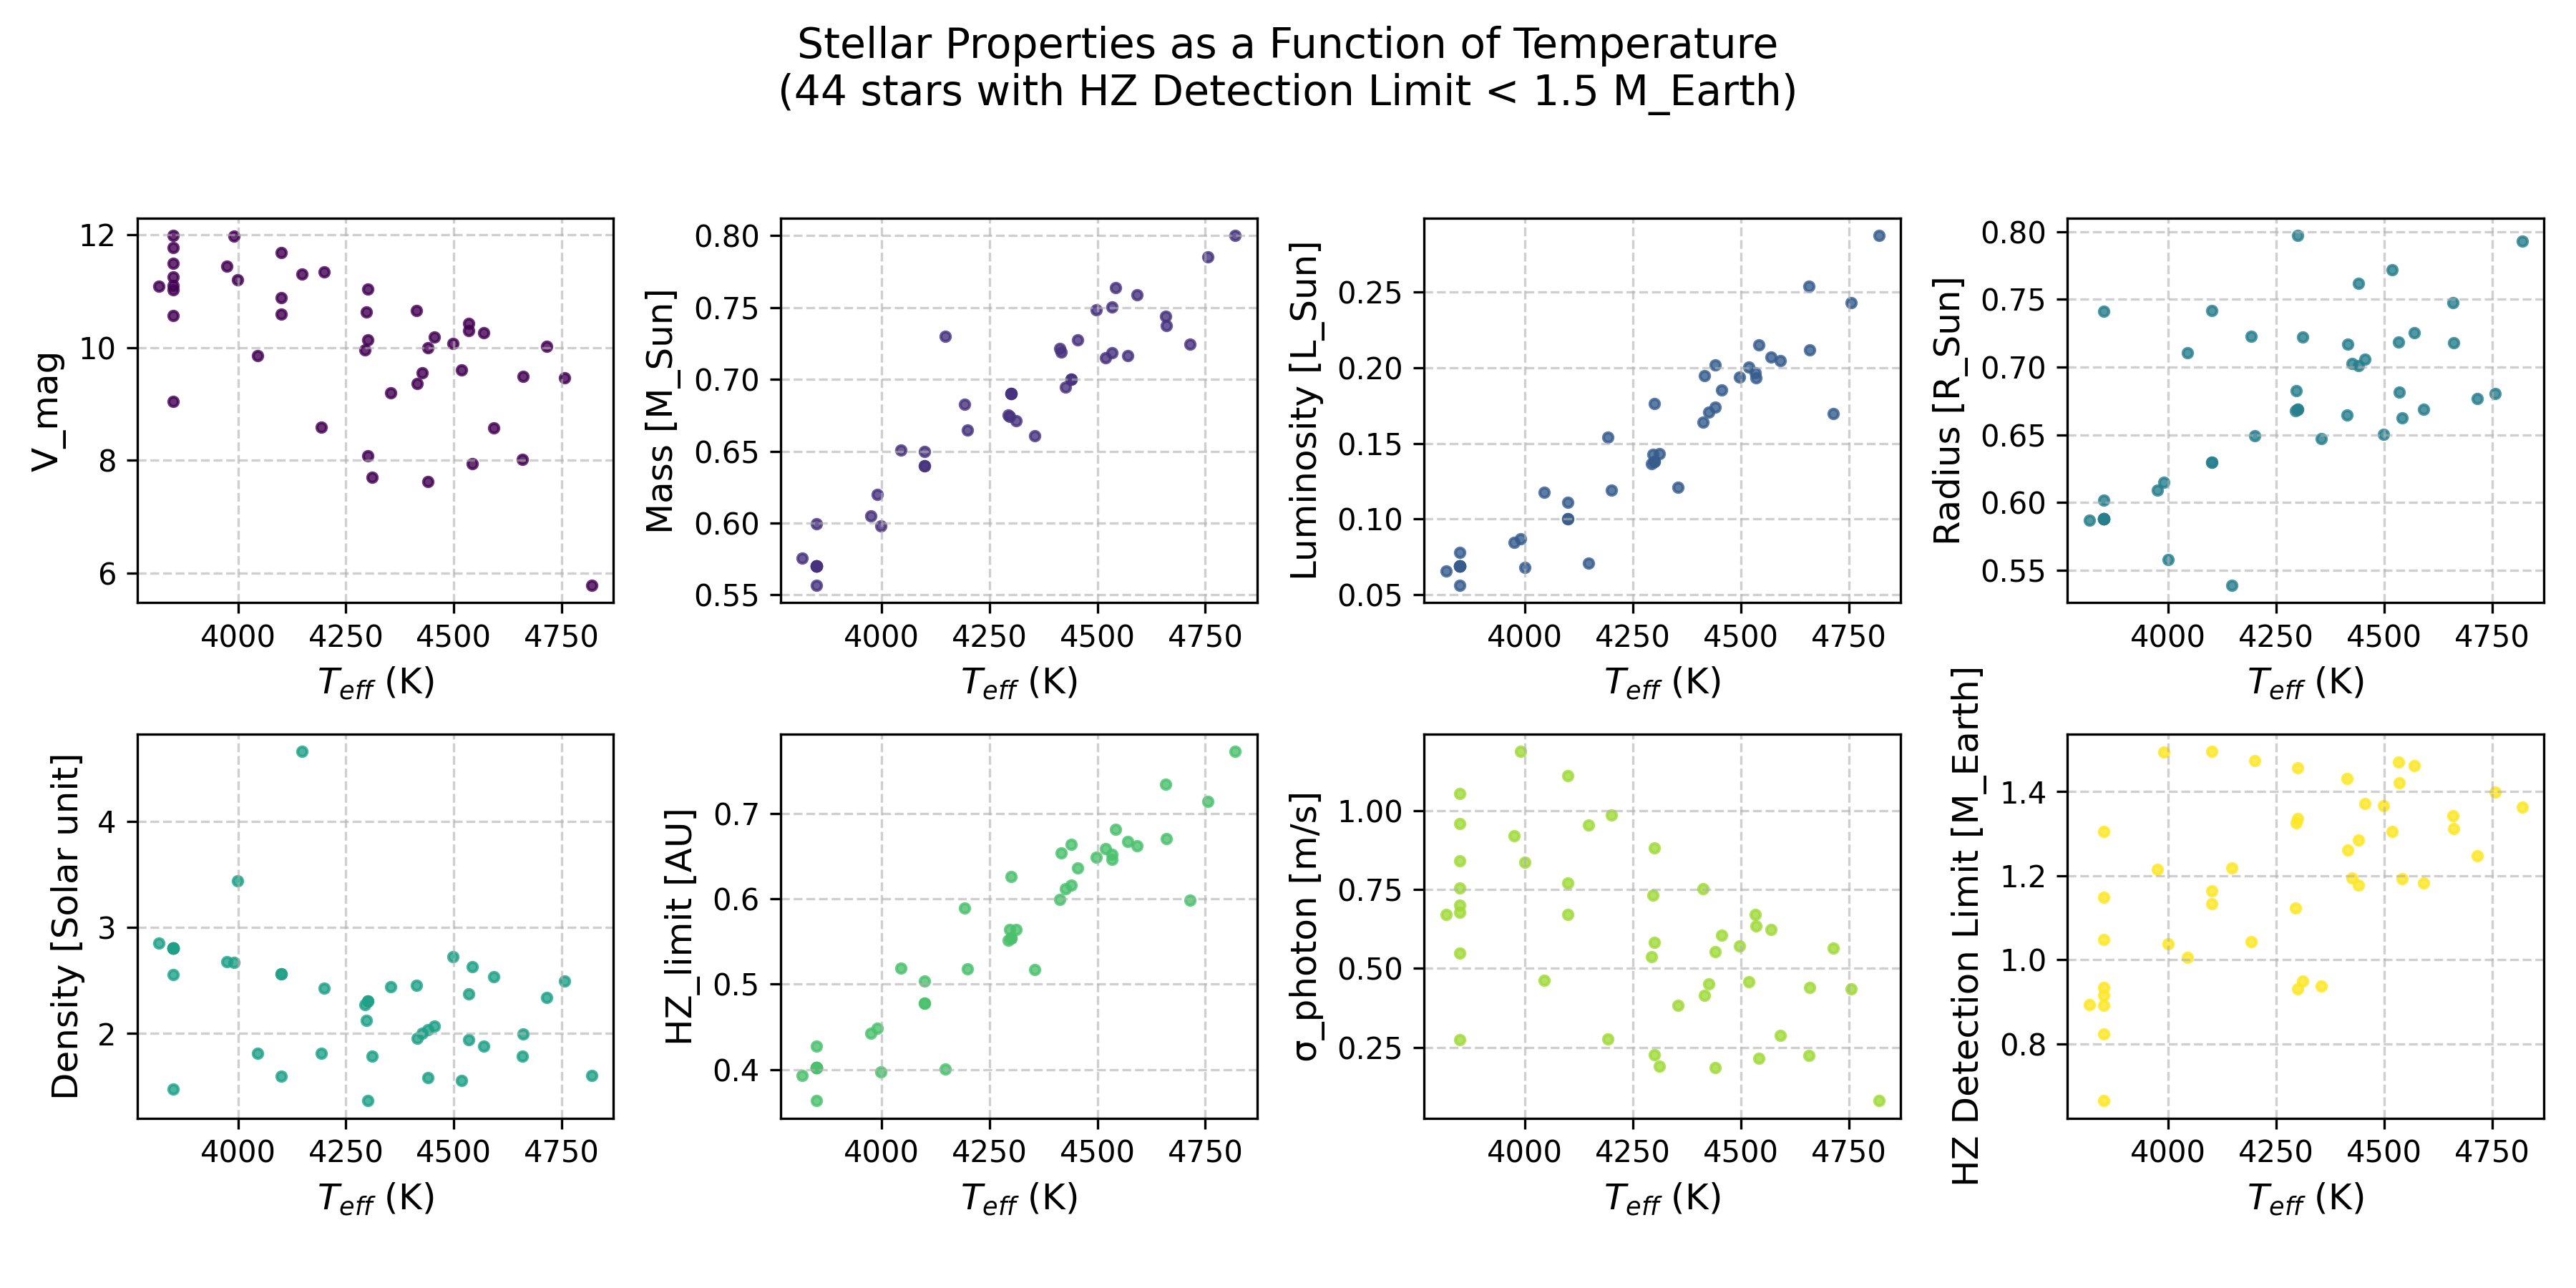 Stellar Properties as a Function of Temperature
(44 stars with HZ Detection Limit < 1.5 M_Earth)
V_mag
12
10
8
6
4000 4250 4500 4750
T_eff (K)
Mass [M_Sun]
0.80
0.75
0.70
0.65
0.60
0.55
4000 4250 4500 4750
T_eff (K)
Luminosity [L_Sun]
0.25
0.20
0.15
0.10
0.05
4000 4250 4500 4750
T_eff (K)
Radius [R_Sun]
0.80
0.75
0.70
0.65
0.60
0.55
4000 4250 4500 4750
T_eff (K)
Density [Solar unit]
4
3
2
4000 4250 4500 4750
T_eff (K)
HZ_limit [AU]
0.7
0.6
0.5
0.4
4000 4250 4500 4750
T_eff (K)
σ_photon [m/s]
1.00
0.75
0.50
0.25
4000 4250 4500 4750
T_eff (K)
HZ Detection Limit [M_Earth]
1.4
1.2
1.0
0.8
4000 4250 4500 4750
T_eff (K)